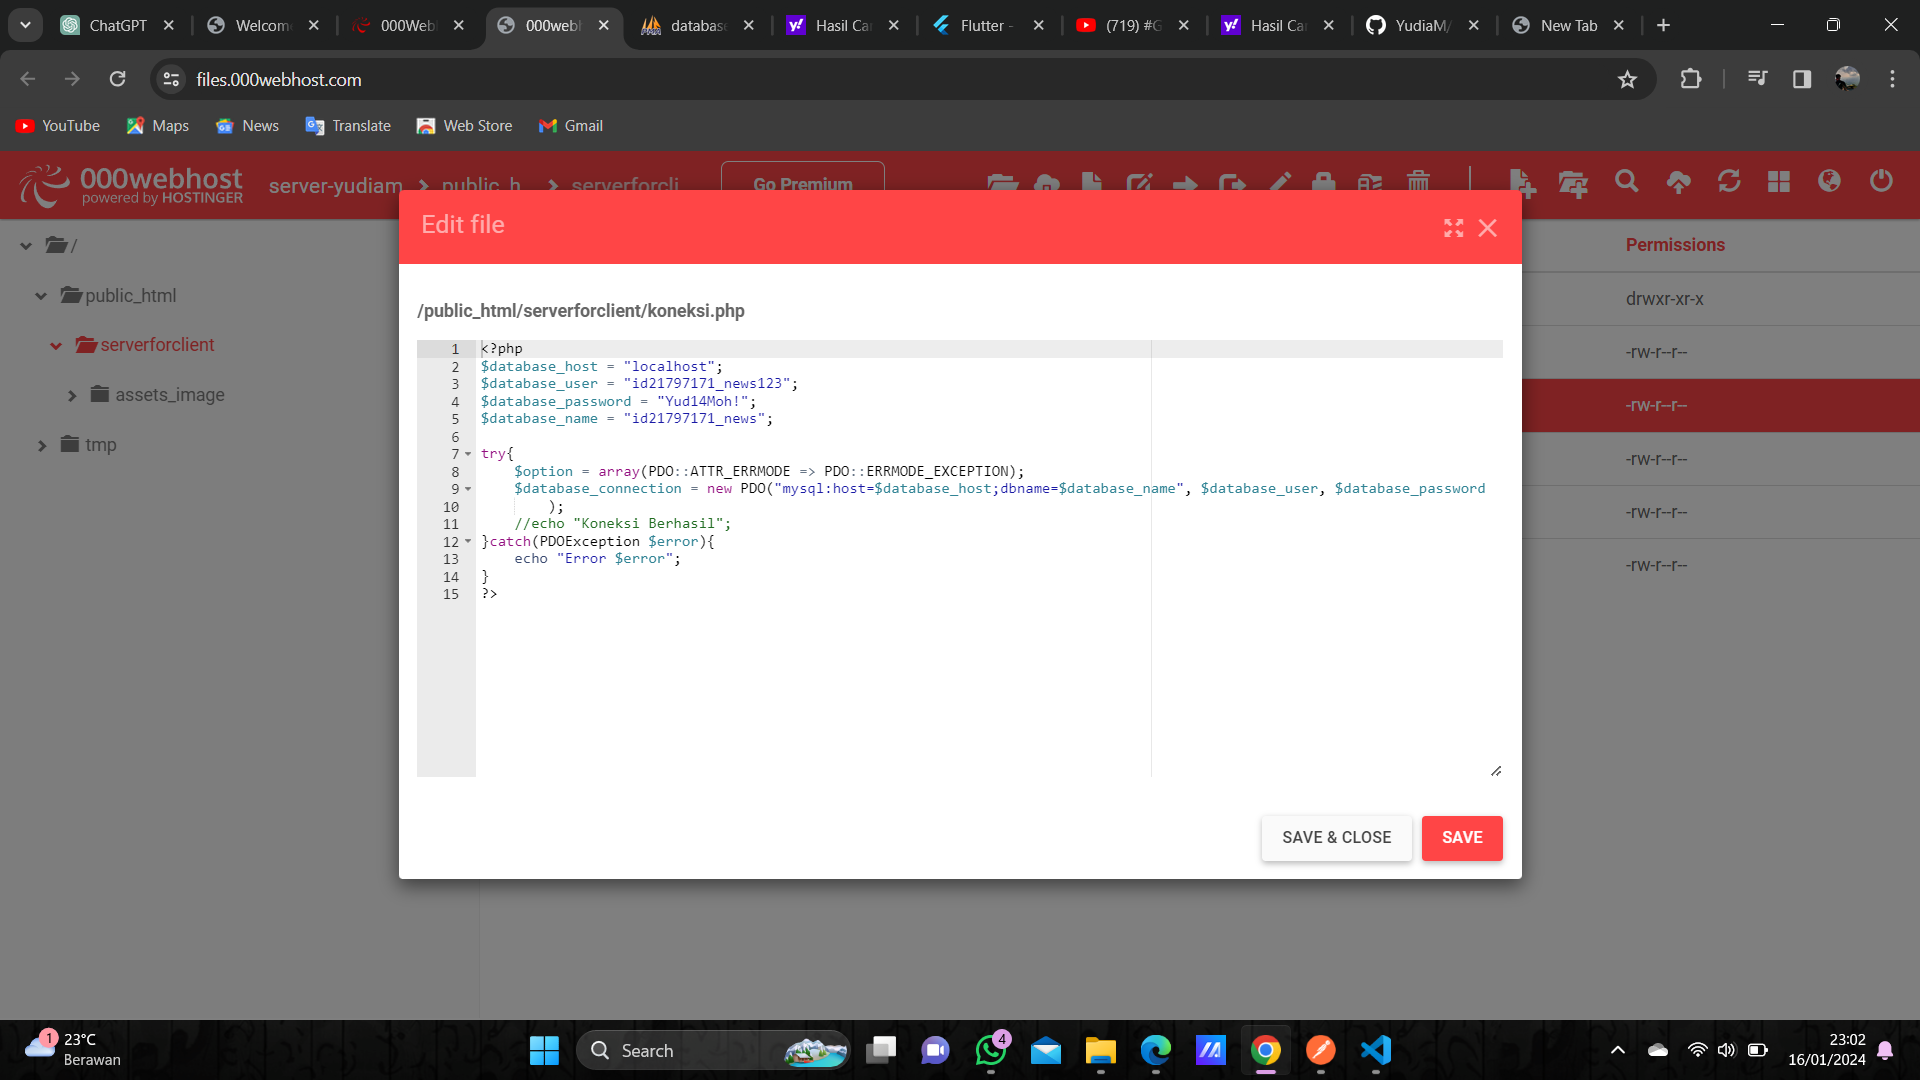 ChatGPT
Welcom
000Web
000webh
database
Hasil Ca
Flutter -
(719) #G
Hasil Ca
YudiaM/
New Tab
files.000webhost.com
YouTube
Maps
News
Translate
Web Store
Gmail
000webhost
powered by HOSTINGER
server-yudiam > public_h > serverforcli
Go Premium
Edit file
/
public_html
serverforclient
assets_image
tmp
Permissions
drwxr-xr-x
-rw-r--r--
-rw-r--r--
-rw-r--r--
-rw-r--r--
-rw-r--r--
/public_html/serverforclient/koneksi.php
1 <?php
2 $database_host = "localhost";
3 $database_user = "id21797171_news123";
4 $database_password = "Yud14Moh!";
5 $database_name = "id21797171_news";
6
7 try{
8 $option = array(PDO::ATTR_ERRMODE => PDO::ERRMODE_EXCEPTION);
9 $database_connection = new PDO("mysql:host=$database_host;dbname=$database_name", $database_user, $database_password
10 );
11 //echo "Koneksi Berhasil";
12 }catch(PDOException $error){
13 echo "Error $error";
14 }
15 ?>
SAVE & CLOSE
SAVE
1
23°C
Berawan
Search
4
23:02
16/01/2024